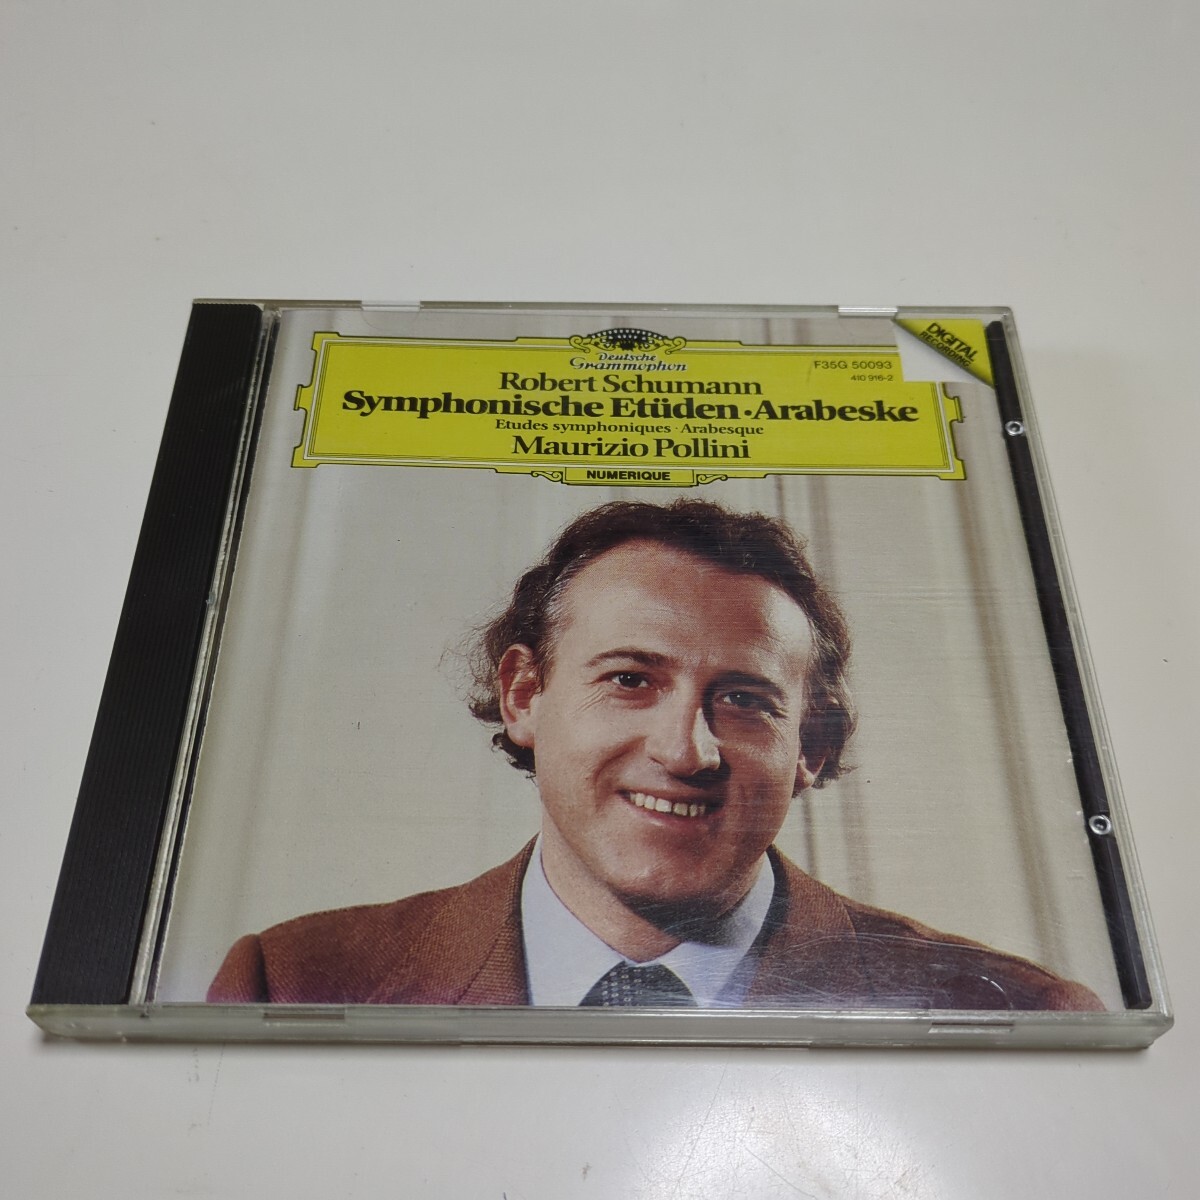 Deutsche
Grammophon
F35G 50093
410 916-2
DIGITAL
RECORDING
Robert Schumann
Symphonische Etüden · Arabeske
Etudes symphoniques · Arabesque
Maurizio Pollini
NUMERIQUE